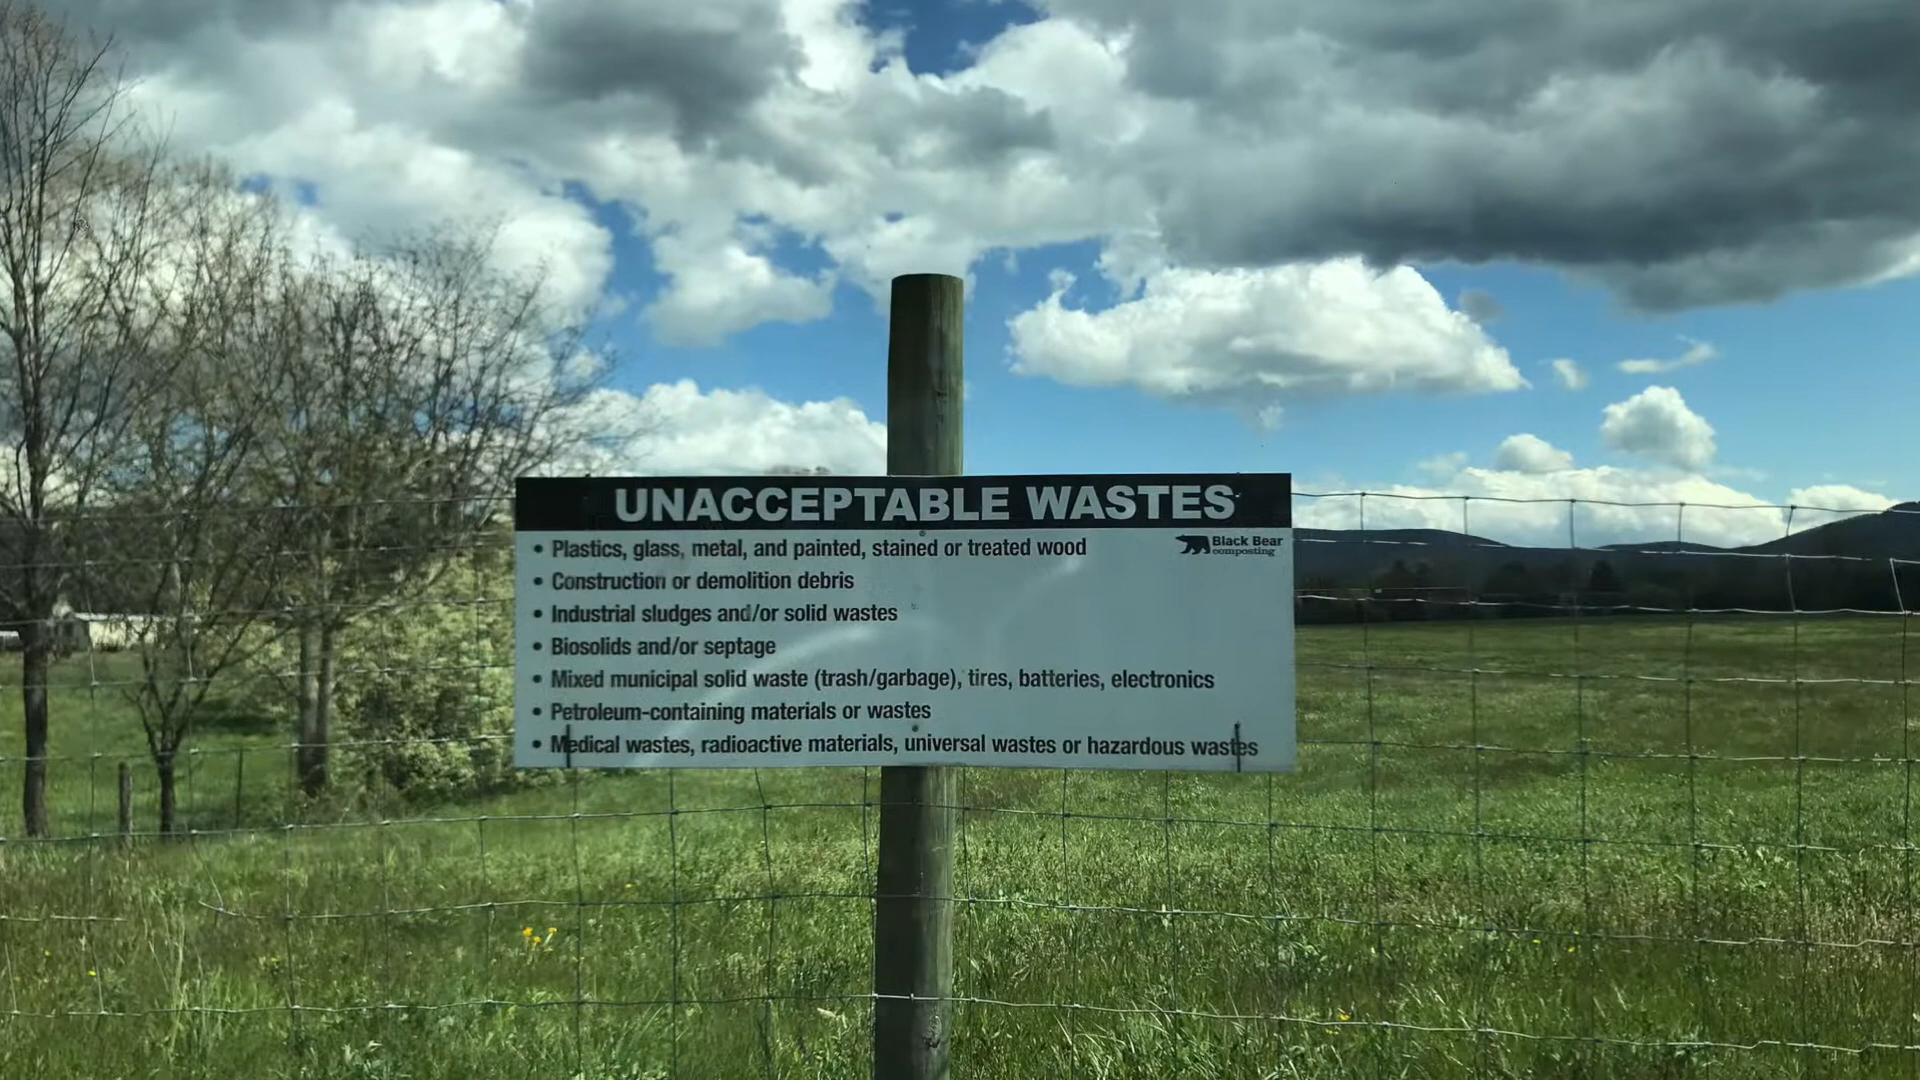 UNACCEPTABLE WASTES
• Plastics, glass, metal, and painted, stained or treated wood
Black Bear
composting
• Construction or demolition debris
• Industrial sludges and/or solid wastes
• Biosolids and/or septage
• Mixed municipal solid waste (trash/garbage), tires, batteries, electronics
• Petroleum-containing materials or wastes
• Medical wastes, radioactive materials, universal wastes or hazardous wastes